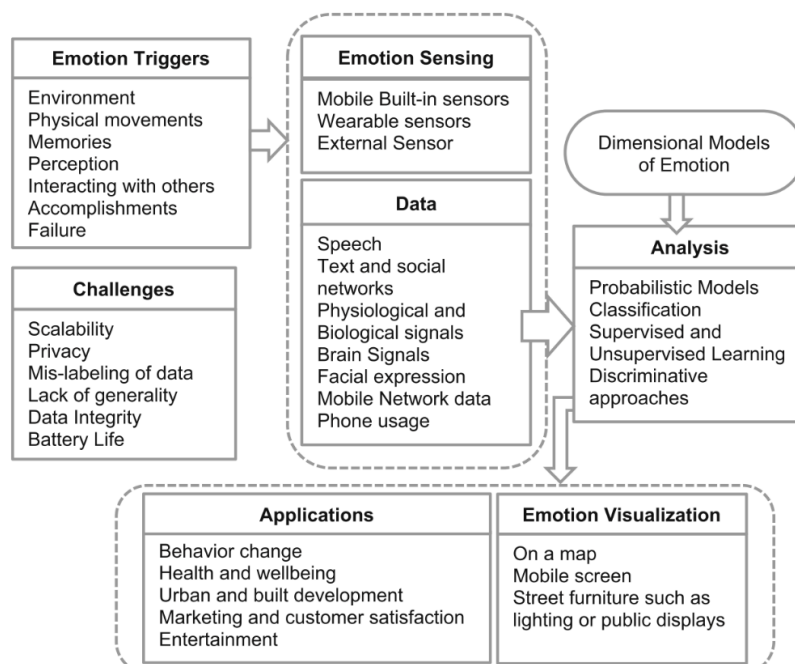 Emotion Triggers
Environment
Physical movements
Memories
Perception
Interacting with others
Accomplishments
Failure
Challenges
Scalability
Privacy
Mis-labeling of data
Lack of generality
Data Integrity
Battery Life
Emotion Sensing
Mobile Built-in sensors
Wearable sensors
External Sensor
Data
Speech
Text and social
networks
Physiological and
Biological signals
Brain Signals
Facial expression
Mobile Network data
Phone usage
Dimensional Models
of Emotion
Analysis
Probabilistic Models
Classification
Supervised and
Unsupervised Learning
Discriminative
approaches
Applications
Behavior change
Health and wellbeing
Urban and built development
Marketing and customer satisfaction
Entertainment
Emotion Visualization
On a map
Mobile screen
Street furniture such as
lighting or public displays